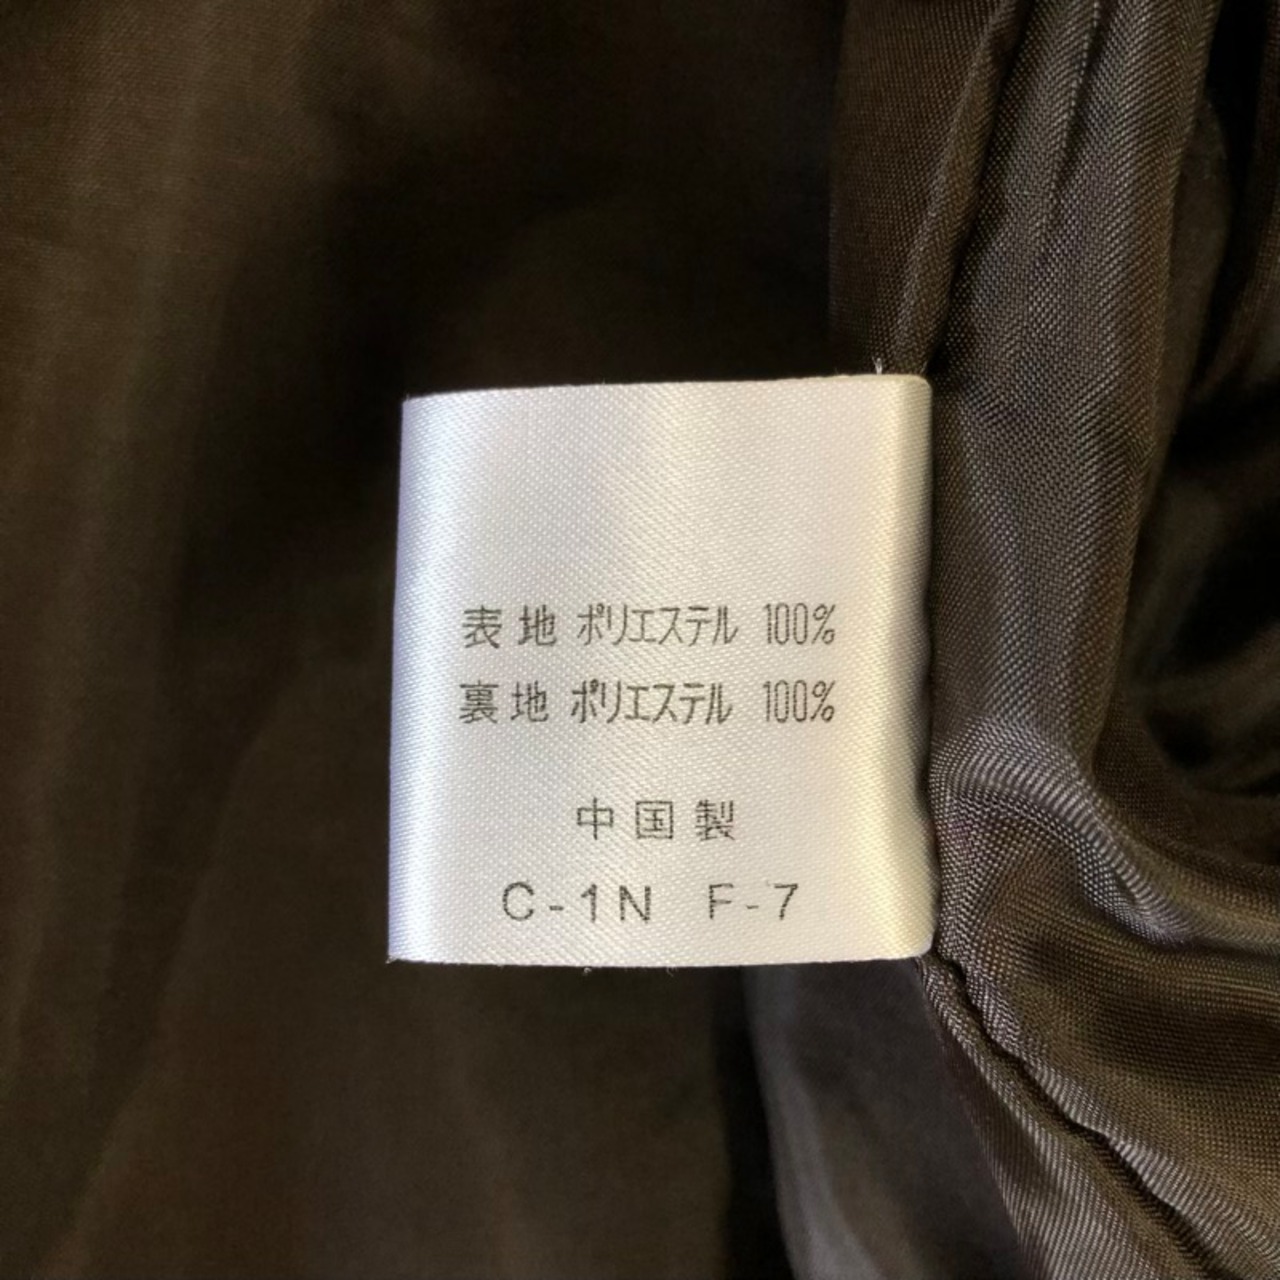 表地 ポリエステル 100%
裏地 ポリエステル 100%
中国製
C-1N F-7